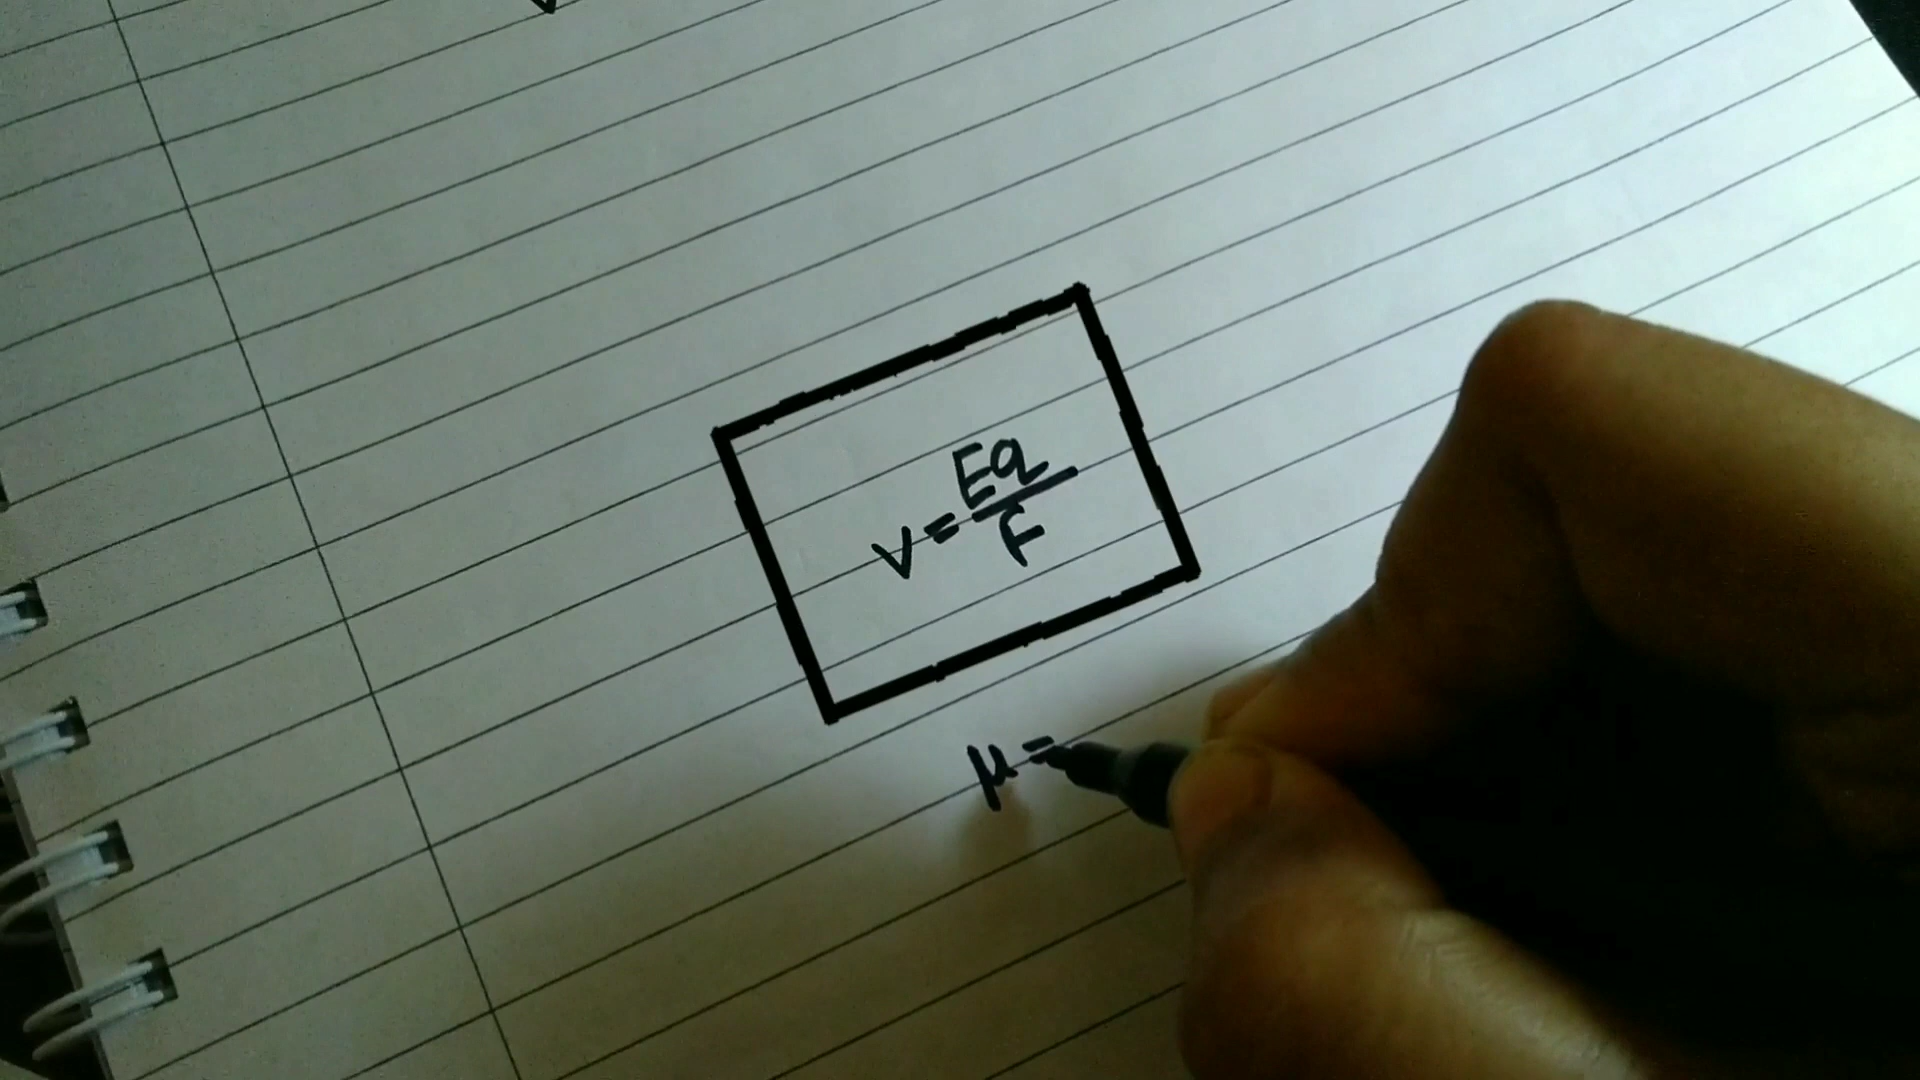 v = Eq/F
μ =